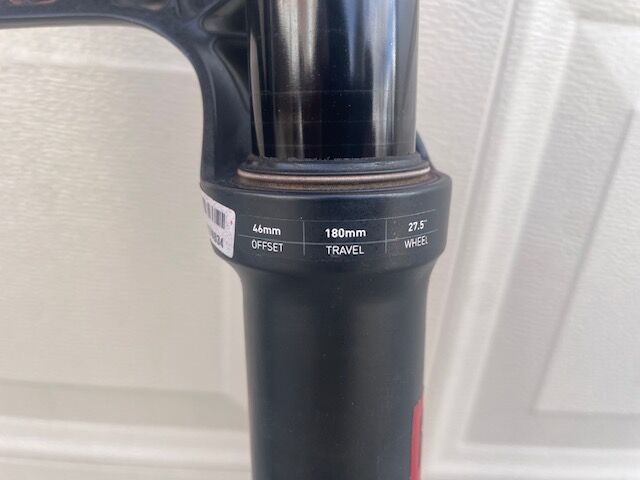 46mm 180mm 27.5"
OFFSET TRAVEL WHEEL